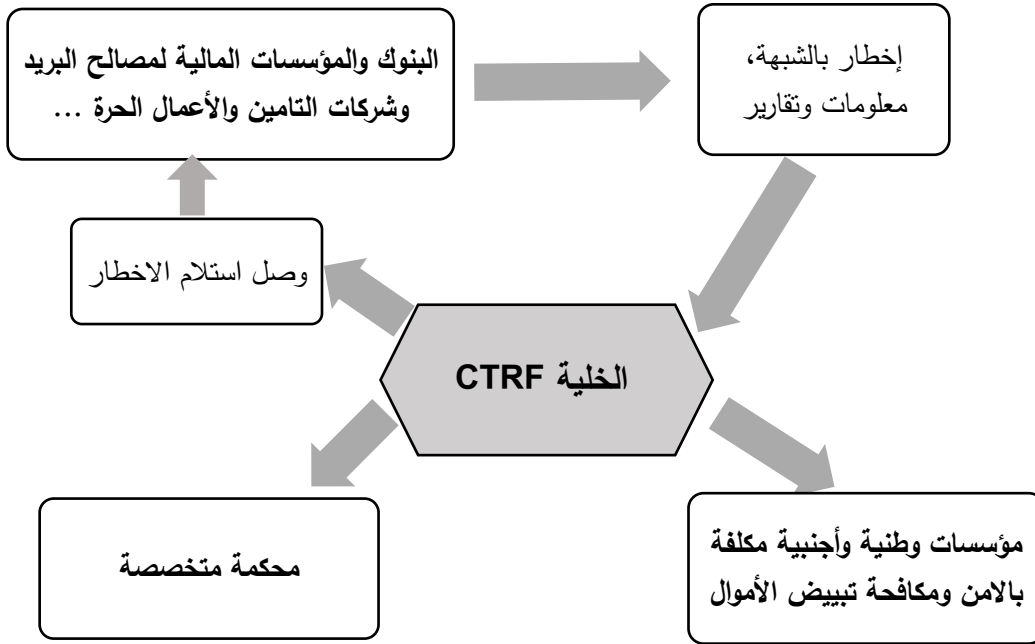 البنوك والمؤسسات المالية لمصالح البريد
وشركات التامين والأعمال الحرة ...
إخطار بالشبهة،
معلومات وتقارير
وصل استلام الاخطار
الخلية CTRF
محكمة متخصصة
مؤسسات وطنية وأجنبية مكلفة
بالامن ومكافحة تبييض الأموال